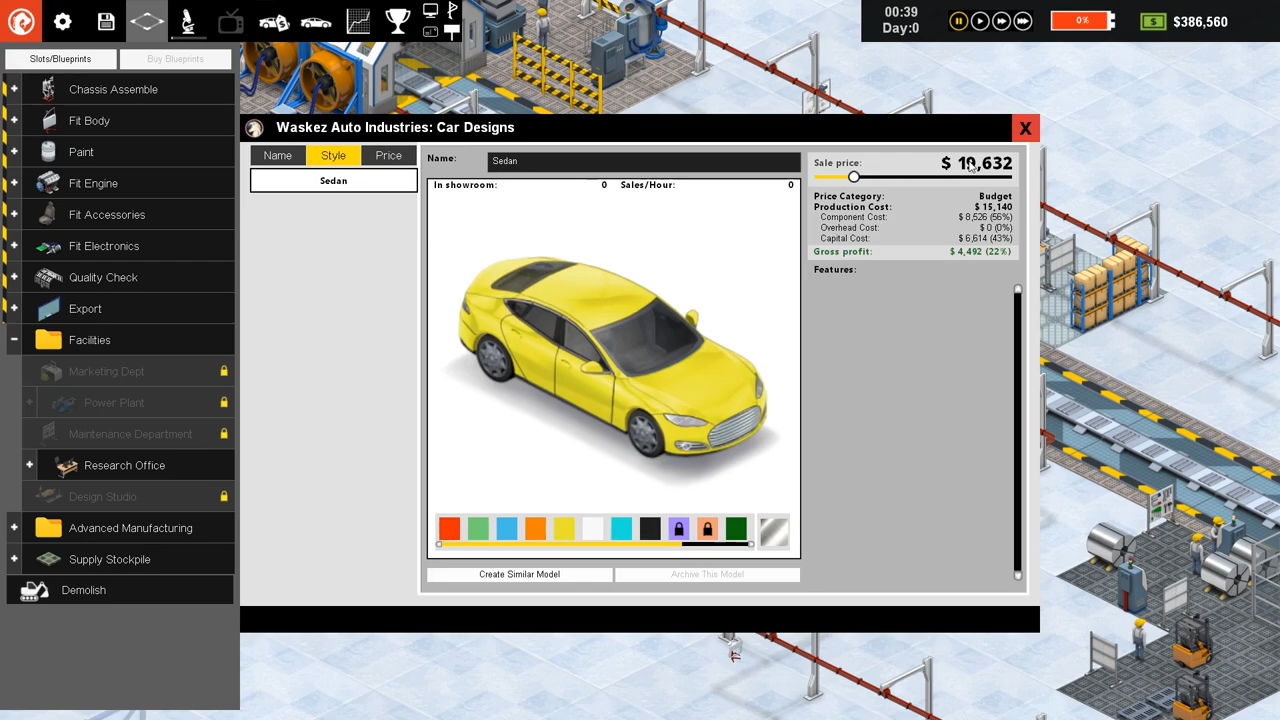 00:39
Day:0
0%
$386,560
Slots/Blueprints
Buy Blueprints
Chassis Assemble
Fit Body
Paint
Fit Engine
Fit Accessories
Fit Electronics
Quality Check
Export
Facilities
Marketing Dept
Power Plant
Maintenance Department
Research Office
Design Studio
Advanced Manufacturing
Supply Stockpile
Demolish
Waskez Auto Industries: Car Designs
X
Name Style Price
Sedan
Name: Sedan
In showroom: 0 Sales/Hour: 0
Create Similar Model
Archive This Model
Sale price: $ 19,632
Price Category: Budget
Production Cost: $ 15,140
Component Cost: $ 8,526 (56%)
Overhead Cost: $ 0 (0%)
Capital Cost: $ 6,614 (43%)
Gross profit: $ 4,492 (22%)
Features: